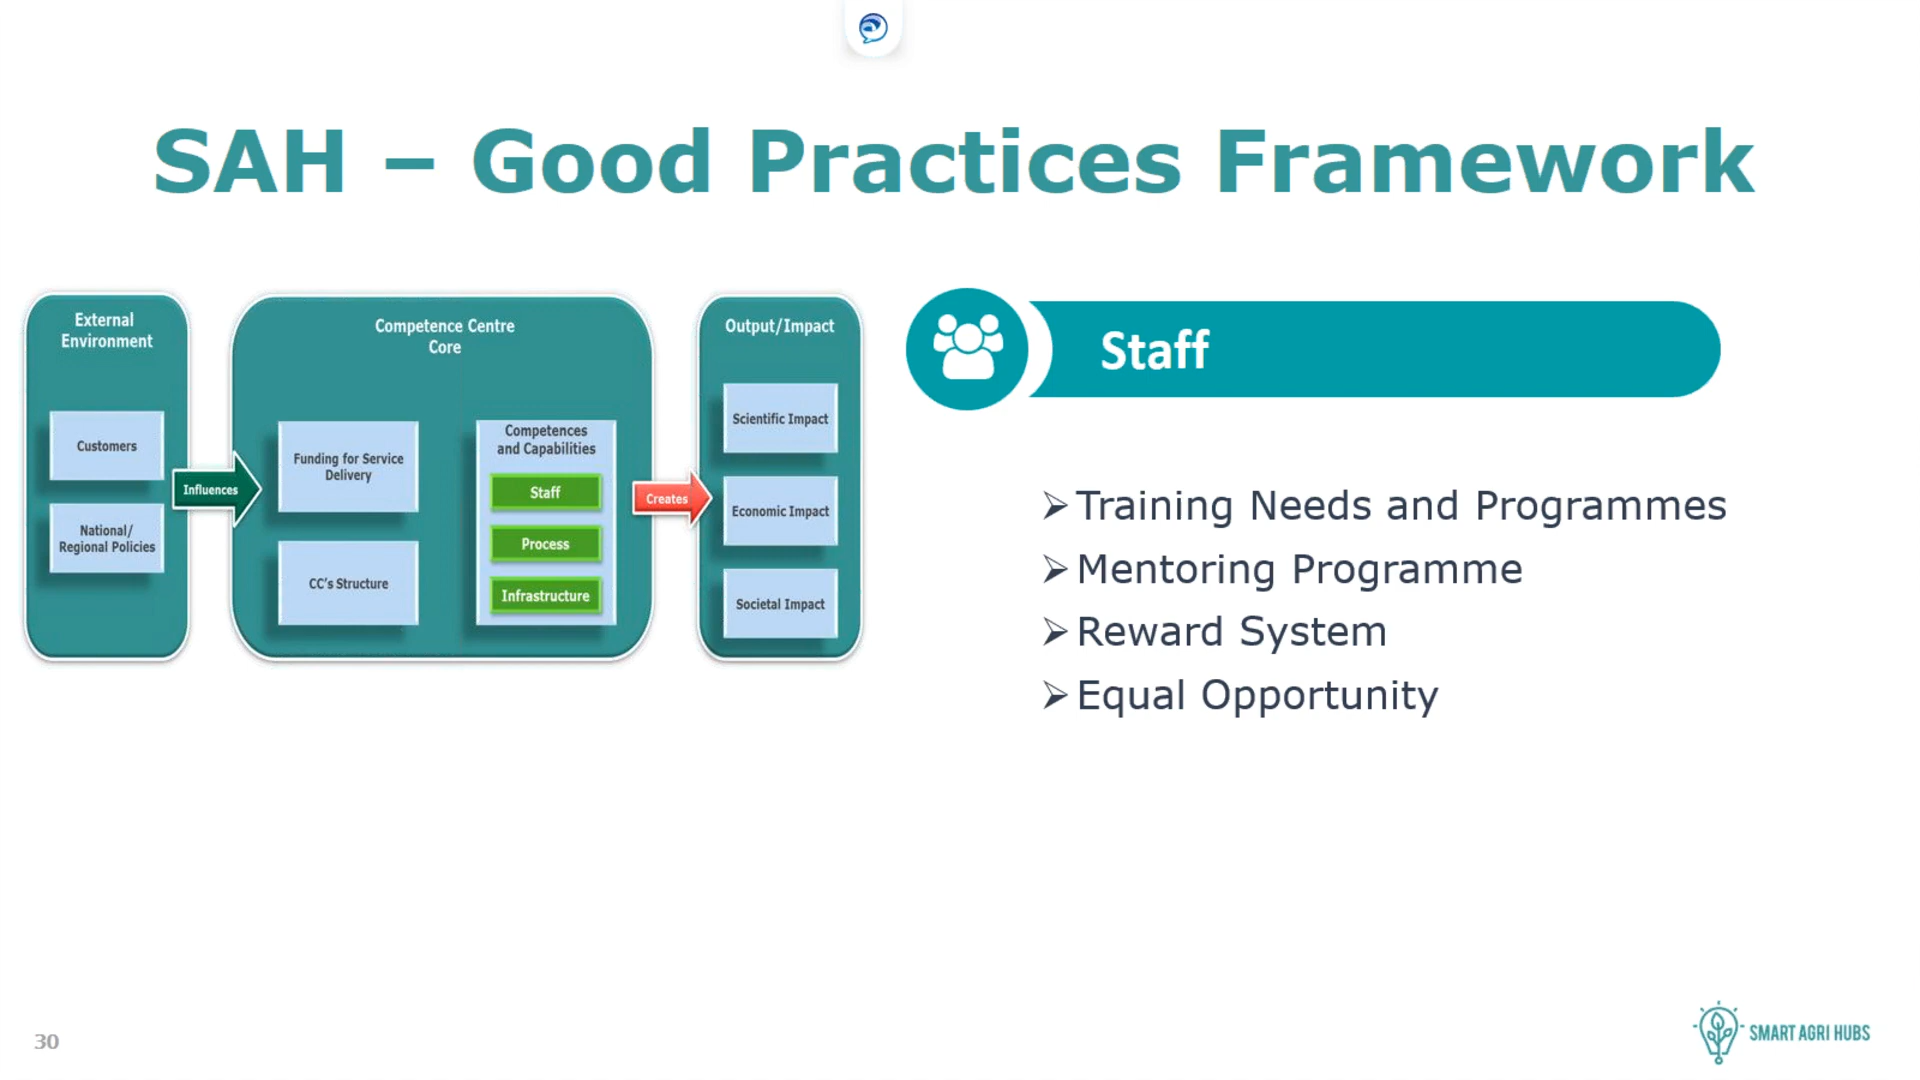 SAH – Good Practices Framework
External
Environment
Customers
National/
Regional Policies
Influences
Competence Centre
Core
Funding for Service
Delivery
CC's Structure
Competences
and Capabilities
Staff
Process
Infrastructure
Creates
Output/Impact
Scientific Impact
Economic Impact
Societal Impact
Staff
Training Needs and Programmes
Mentoring Programme
Reward System
Equal Opportunity
30
SMART AGRI HUBS